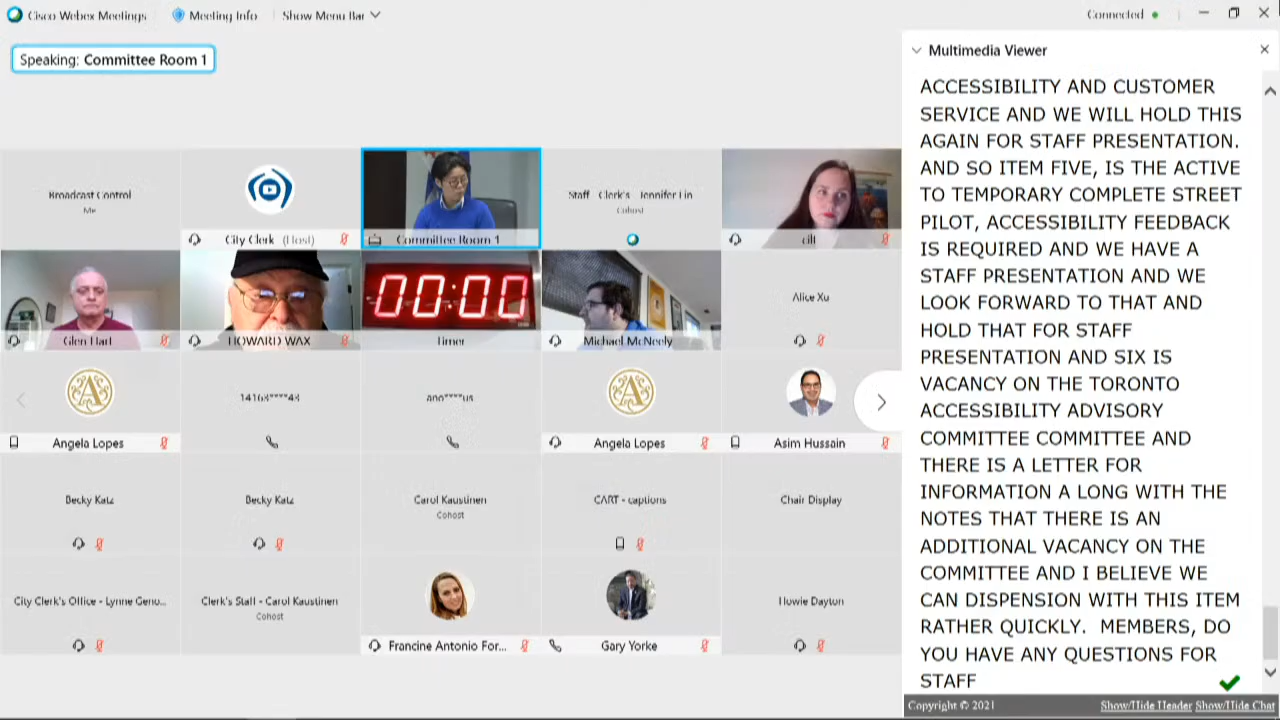 Cisco Webex Meetings
Meeting Info
Show Menu Bar
Connected
Speaking: Committee Room 1
Broadcast Control
Me
City Clerk (Host)
Committee Room 1
Staff - Clerk's - Jennifer Lin
Cohost
Glen Hart
HOWARD WAX
00:00
Timer
Michael McNeely
Alice Xu
Angela Lopes
Angela Lopes
Asim Hussain
Becky Katz
Becky Katz
Carol Kaustinen
Cohost
CART - captions
Chair Display
City Clerk's Office - Lynne Geno...
Clerk's Staff - Carol Kaustinen
Cohost
Francine Antonio For...
Gary Yorke
Howie Dayton
Multimedia Viewer
ACCESSIBILITY AND CUSTOMER
SERVICE AND WE WILL HOLD THIS
AGAIN FOR STAFF PRESENTATION.
AND SO ITEM FIVE, IS THE ACTIVE
TO TEMPORARY COMPLETE STREET
PILOT, ACCESSIBILITY FEEDBACK
IS REQUIRED AND WE HAVE A
STAFF PRESENTATION AND WE
LOOK FORWARD TO THAT AND
HOLD THAT FOR STAFF
PRESENTATION AND SIX IS
VACANCY ON THE TORONTO
ACCESSIBILITY ADVISORY
COMMITTEE COMMITTEE AND
THERE IS A LETTER FOR
INFORMATION A LONG WITH THE
NOTES THAT THERE IS AN
ADDITIONAL VACANCY ON THE
COMMITTEE AND I BELIEVE WE
CAN DISPENSION WITH THIS ITEM
RATHER QUICKLY. MEMBERS, DO
YOU HAVE ANY QUESTIONS FOR
STAFF
Copyright © 2021
Show/Hide Header Show/Hide Chat